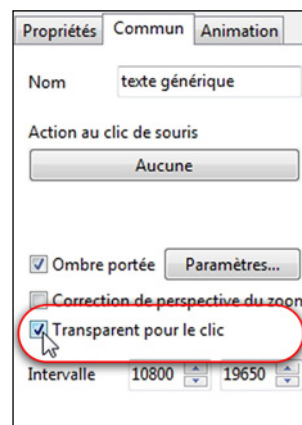 Propriétés Commun Animation
Nom texte générique
Action au clic de souris
Aucune
Ombre portée Paramètres...
Correction de perspective du zoom
Transparent pour le clic
Intervalle 10800 19650